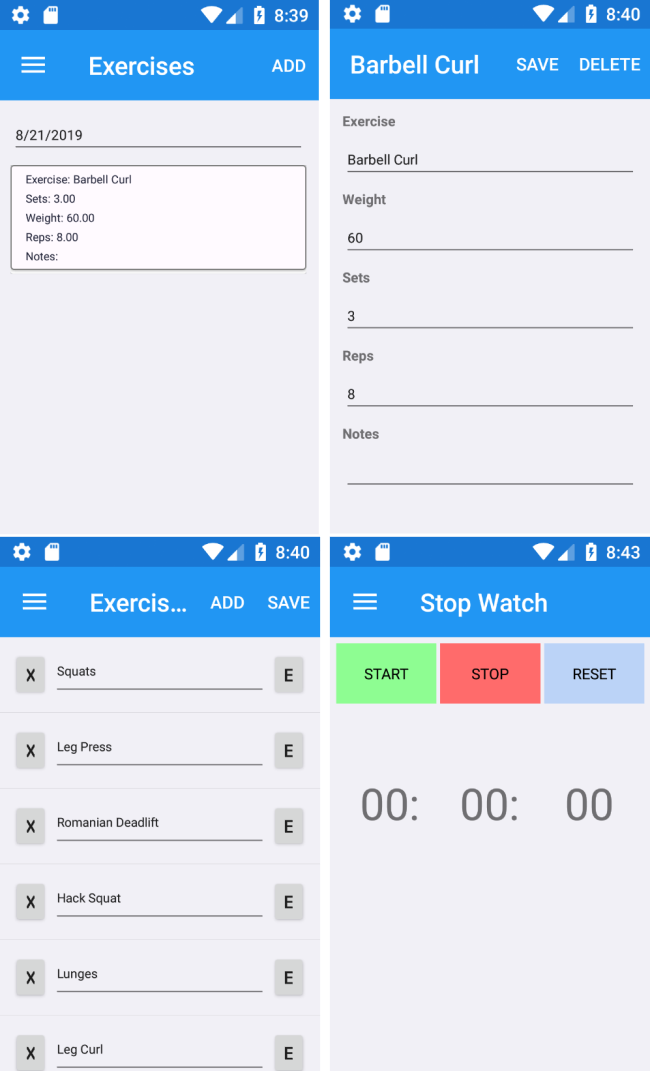 8:39
Exercises ADD
8/21/2019
Exercise: Barbell Curl
Sets: 3.00
Weight: 60.00
Reps: 8.00
Notes:
8:40
Barbell Curl SAVE DELETE
Exercise
Barbell Curl
Weight
60
Sets
3
Reps
8
Notes
8:40
Exercis... ADD SAVE
X Squats E
X Leg Press E
X Romanian Deadlift E
X Hack Squat E
X Lunges E
X Leg Curl E
8:43
Stop Watch
START STOP RESET
00: 00: 00